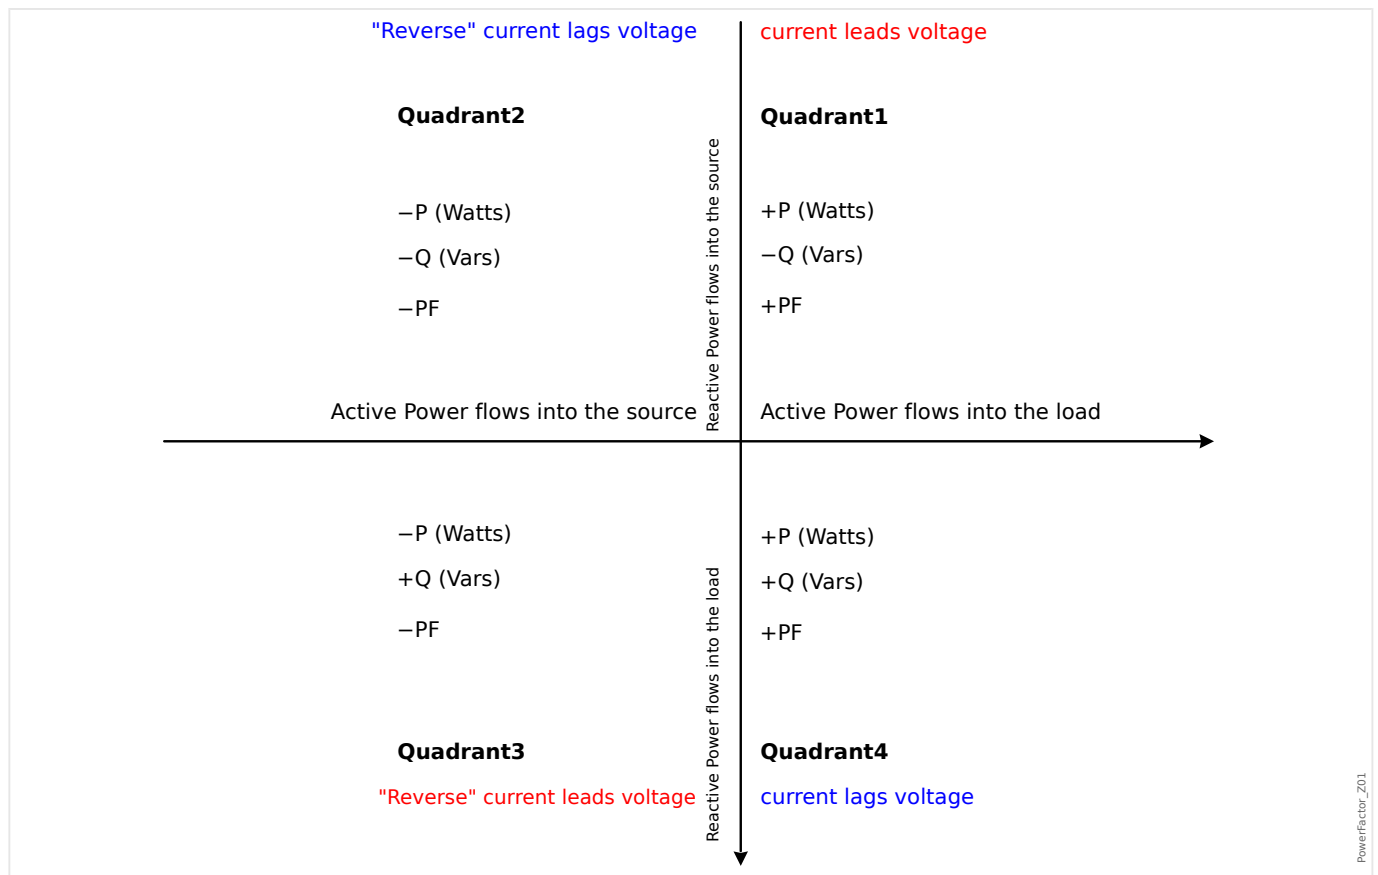 "Reverse" current lags voltage
current leads voltage
Quadrant2
Quadrant1
Reactive Power flows into the source
−P (Watts)
+P (Watts)
−Q (Vars)
−Q (Vars)
−PF
+PF
Active Power flows into the source
Active Power flows into the load
−P (Watts)
+P (Watts)
+Q (Vars)
+Q (Vars)
−PF
+PF
Reactive Power flows into the load
Quadrant3
Quadrant4
"Reverse" current leads voltage
current lags voltage
PowerFactor_Z01